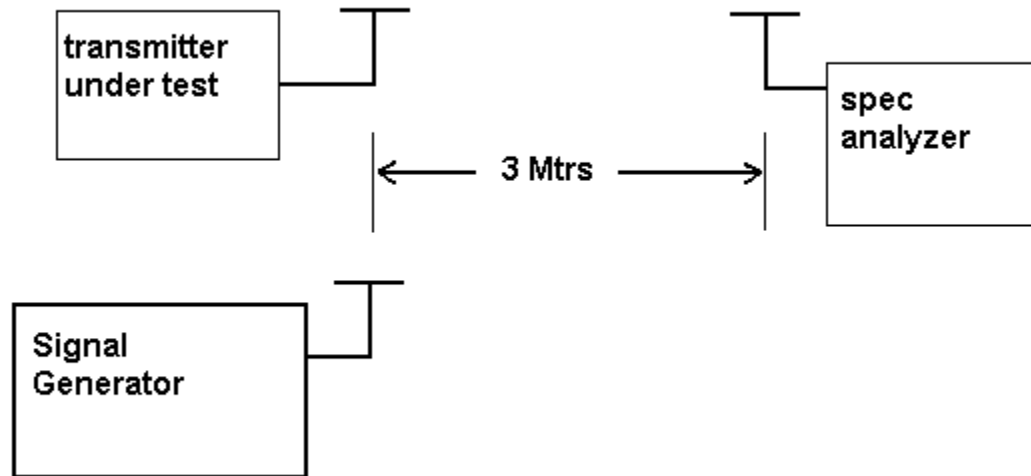 transmitter
under test
spec
analyzer
3 Mtrs
Signal
Generator